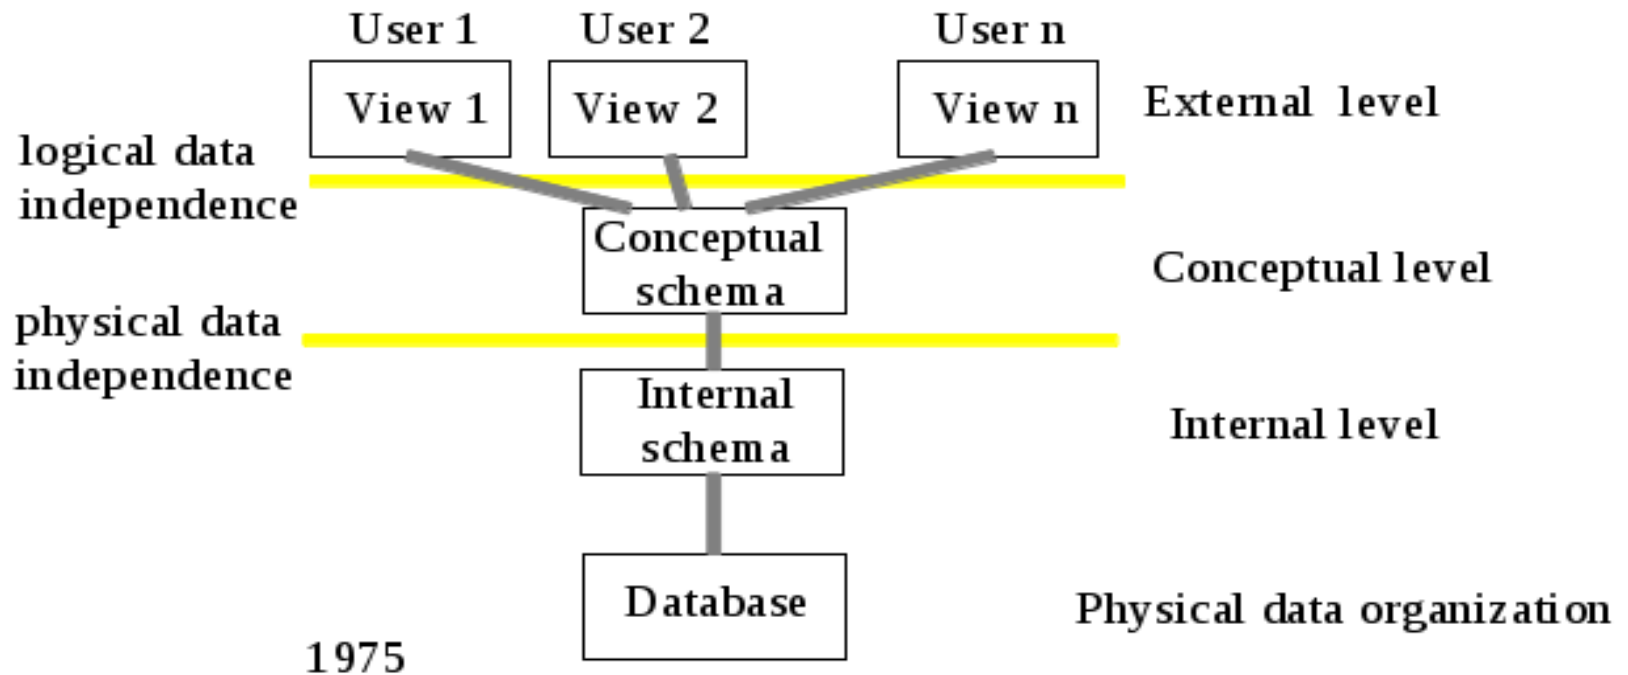 User 1
User 2
User n
View 1
View 2
View n
External level
logical data
independence
Conceptual
schema
Conceptual level
physical data
independence
Internal
schema
Internal level
Database
Physical data organization
1975